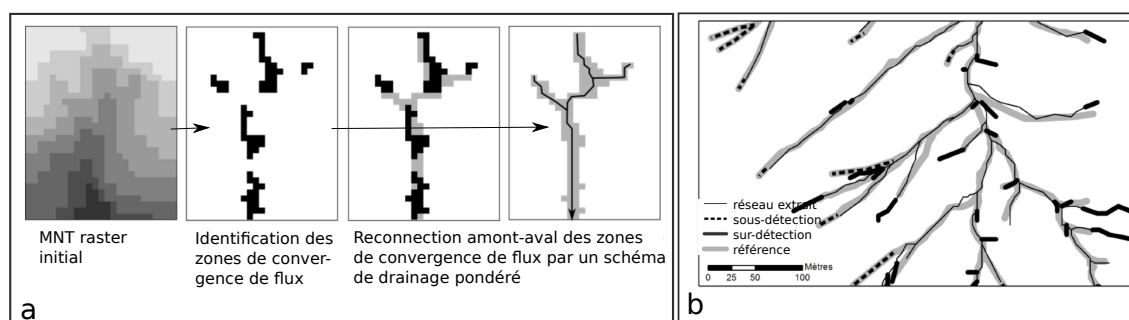 MNT raster
initial
Identification des
zones de conver-
gence de flux
Reconnection amont-aval des zones
de convergence de flux par un schéma
de drainage pondéré
a
réseau extrait
sous-détection
sur-détection
référence
Mètres
0 25 50 100
b